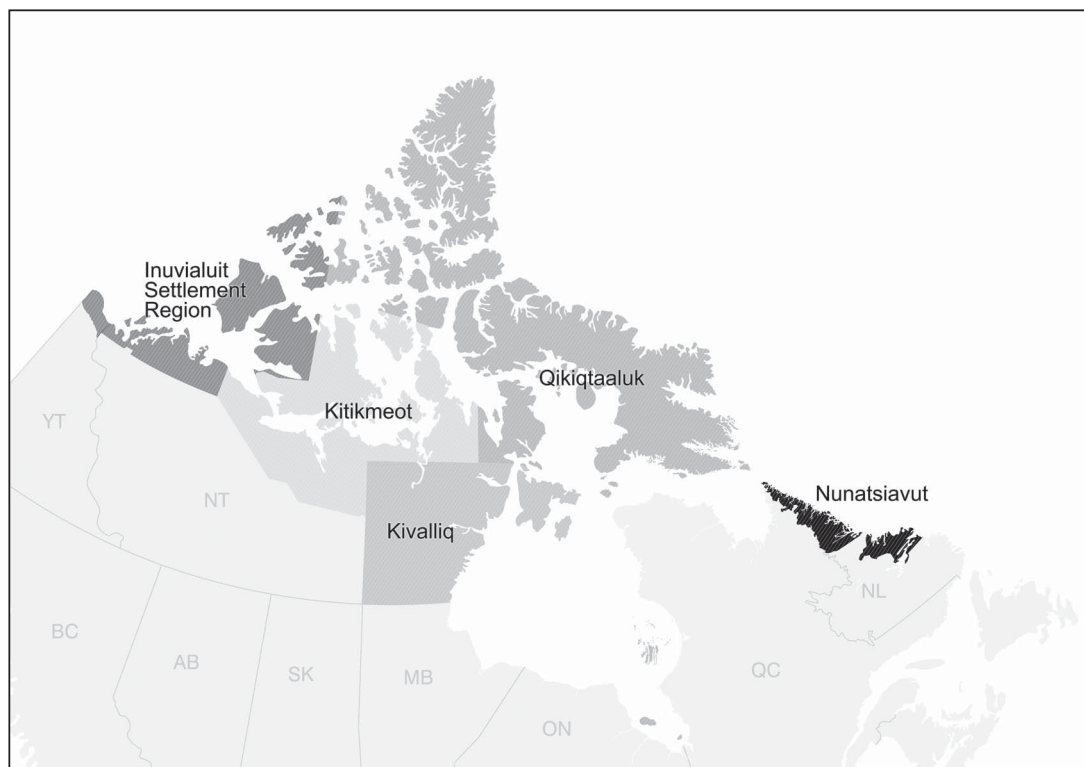 Inuvialuit
Settlement
Region
Qikiqtaaluk
Kitikmeot
YT
NT
Nunatsiavut
Kivalliq
NL
BC
AB
SK
MB
QC
ON